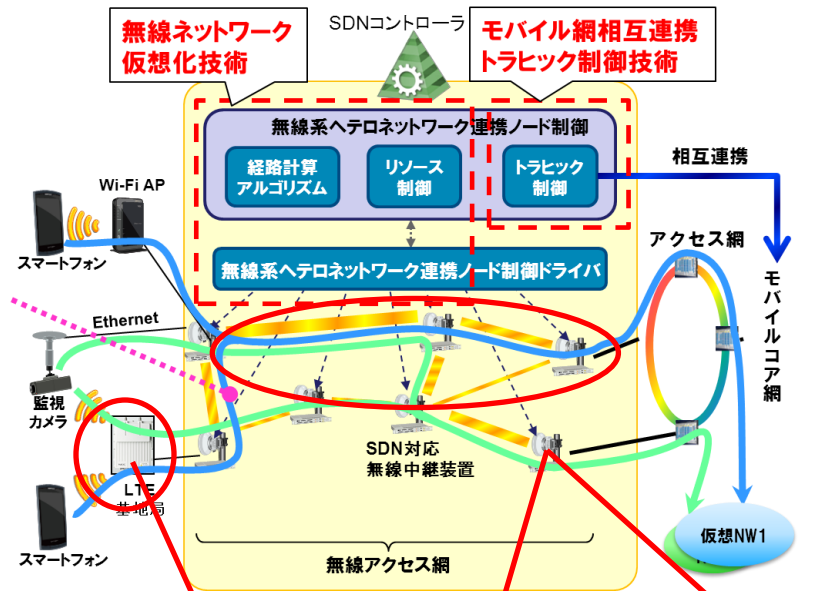 無線ネットワーク
仮想化技術
SDNコントローラ
モバイル網相互連携
トラヒック制御技術
無線系ヘテロネットワーク連携ノード制御
経路計算
アルゴリズム
リソース
制御
トラヒック
制御
相互連携
無線系ヘテロネットワーク連携ノード制御ドライバ
Wi-Fi AP
スマートフォン
アクセス網
モバイルコア網
Ethernet
監視
カメラ
LTE
基地局
スマートフォン
SDN対応
無線中継装置
無線アクセス網
仮想NW1